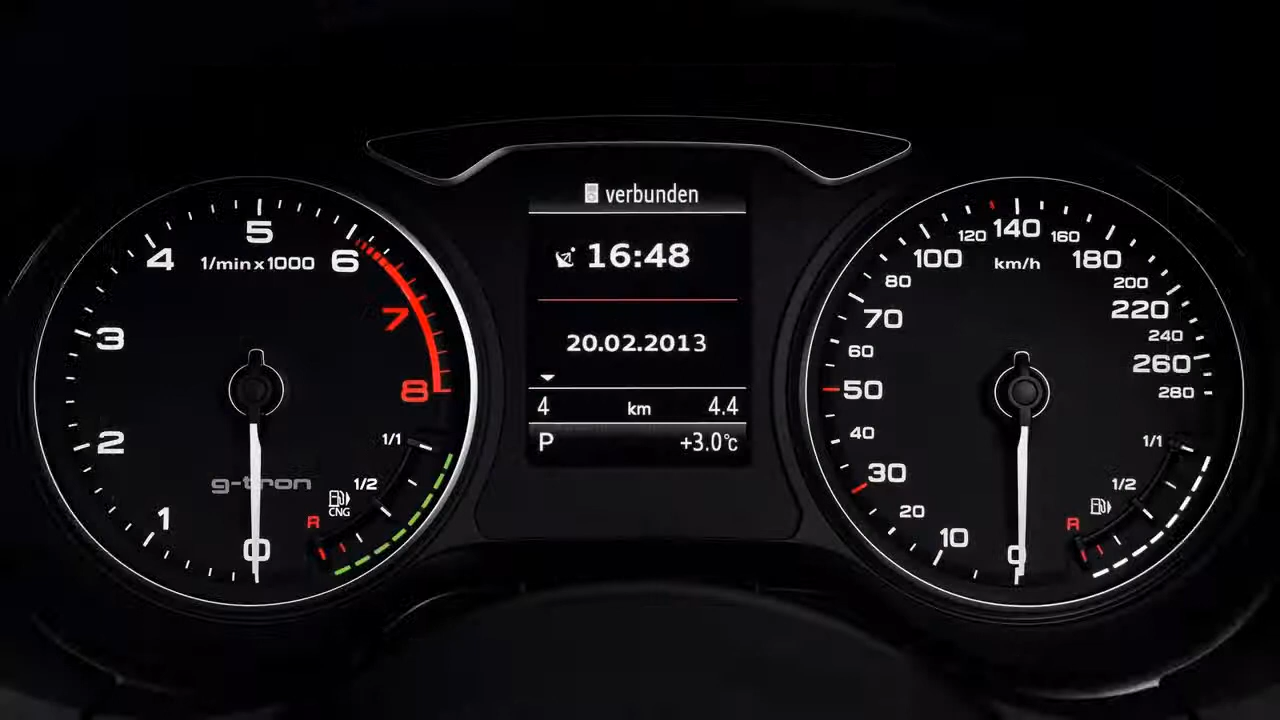 verbunden
16:48
20.02.2013
4 km 4.4
P +3.0°C
5
4
1/min x 1000
6
3
7
8
2
1/1
g-tron
1/2
CNG
R
1
0
120 140 160
100 km/h 180
80 200
70 220
60 240
260
50 280
40
1/1
30
1/2
20
R
10
0